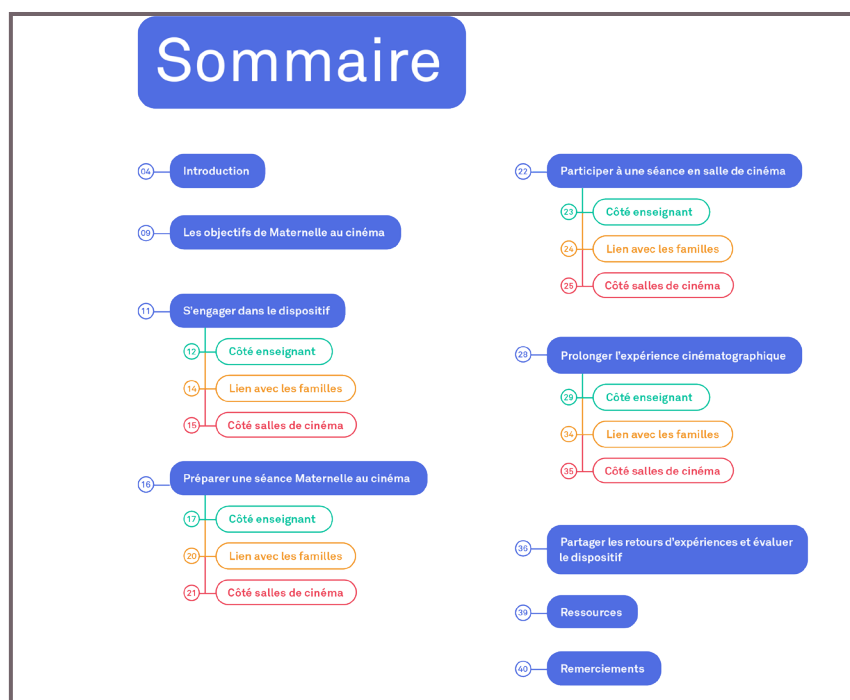 Sommaire
04 Introduction
09 Les objectifs de Maternelle au cinéma
11 S'engager dans le dispositif
12 Côté enseignant
14 Lien avec les familles
15 Côté salles de cinéma
16 Préparer une séance Maternelle au cinéma
17 Côté enseignant
20 Lien avec les familles
21 Côté salles de cinéma
22 Participer à une séance en salle de cinéma
23 Côté enseignant
24 Lien avec les familles
25 Côté salles de cinéma
28 Prolonger l'expérience cinématographique
29 Côté enseignant
34 Lien avec les familles
35 Côté salles de cinéma
36 Partager les retours d'expériences et évaluer
le dispositif
39 Ressources
40 Remerciements